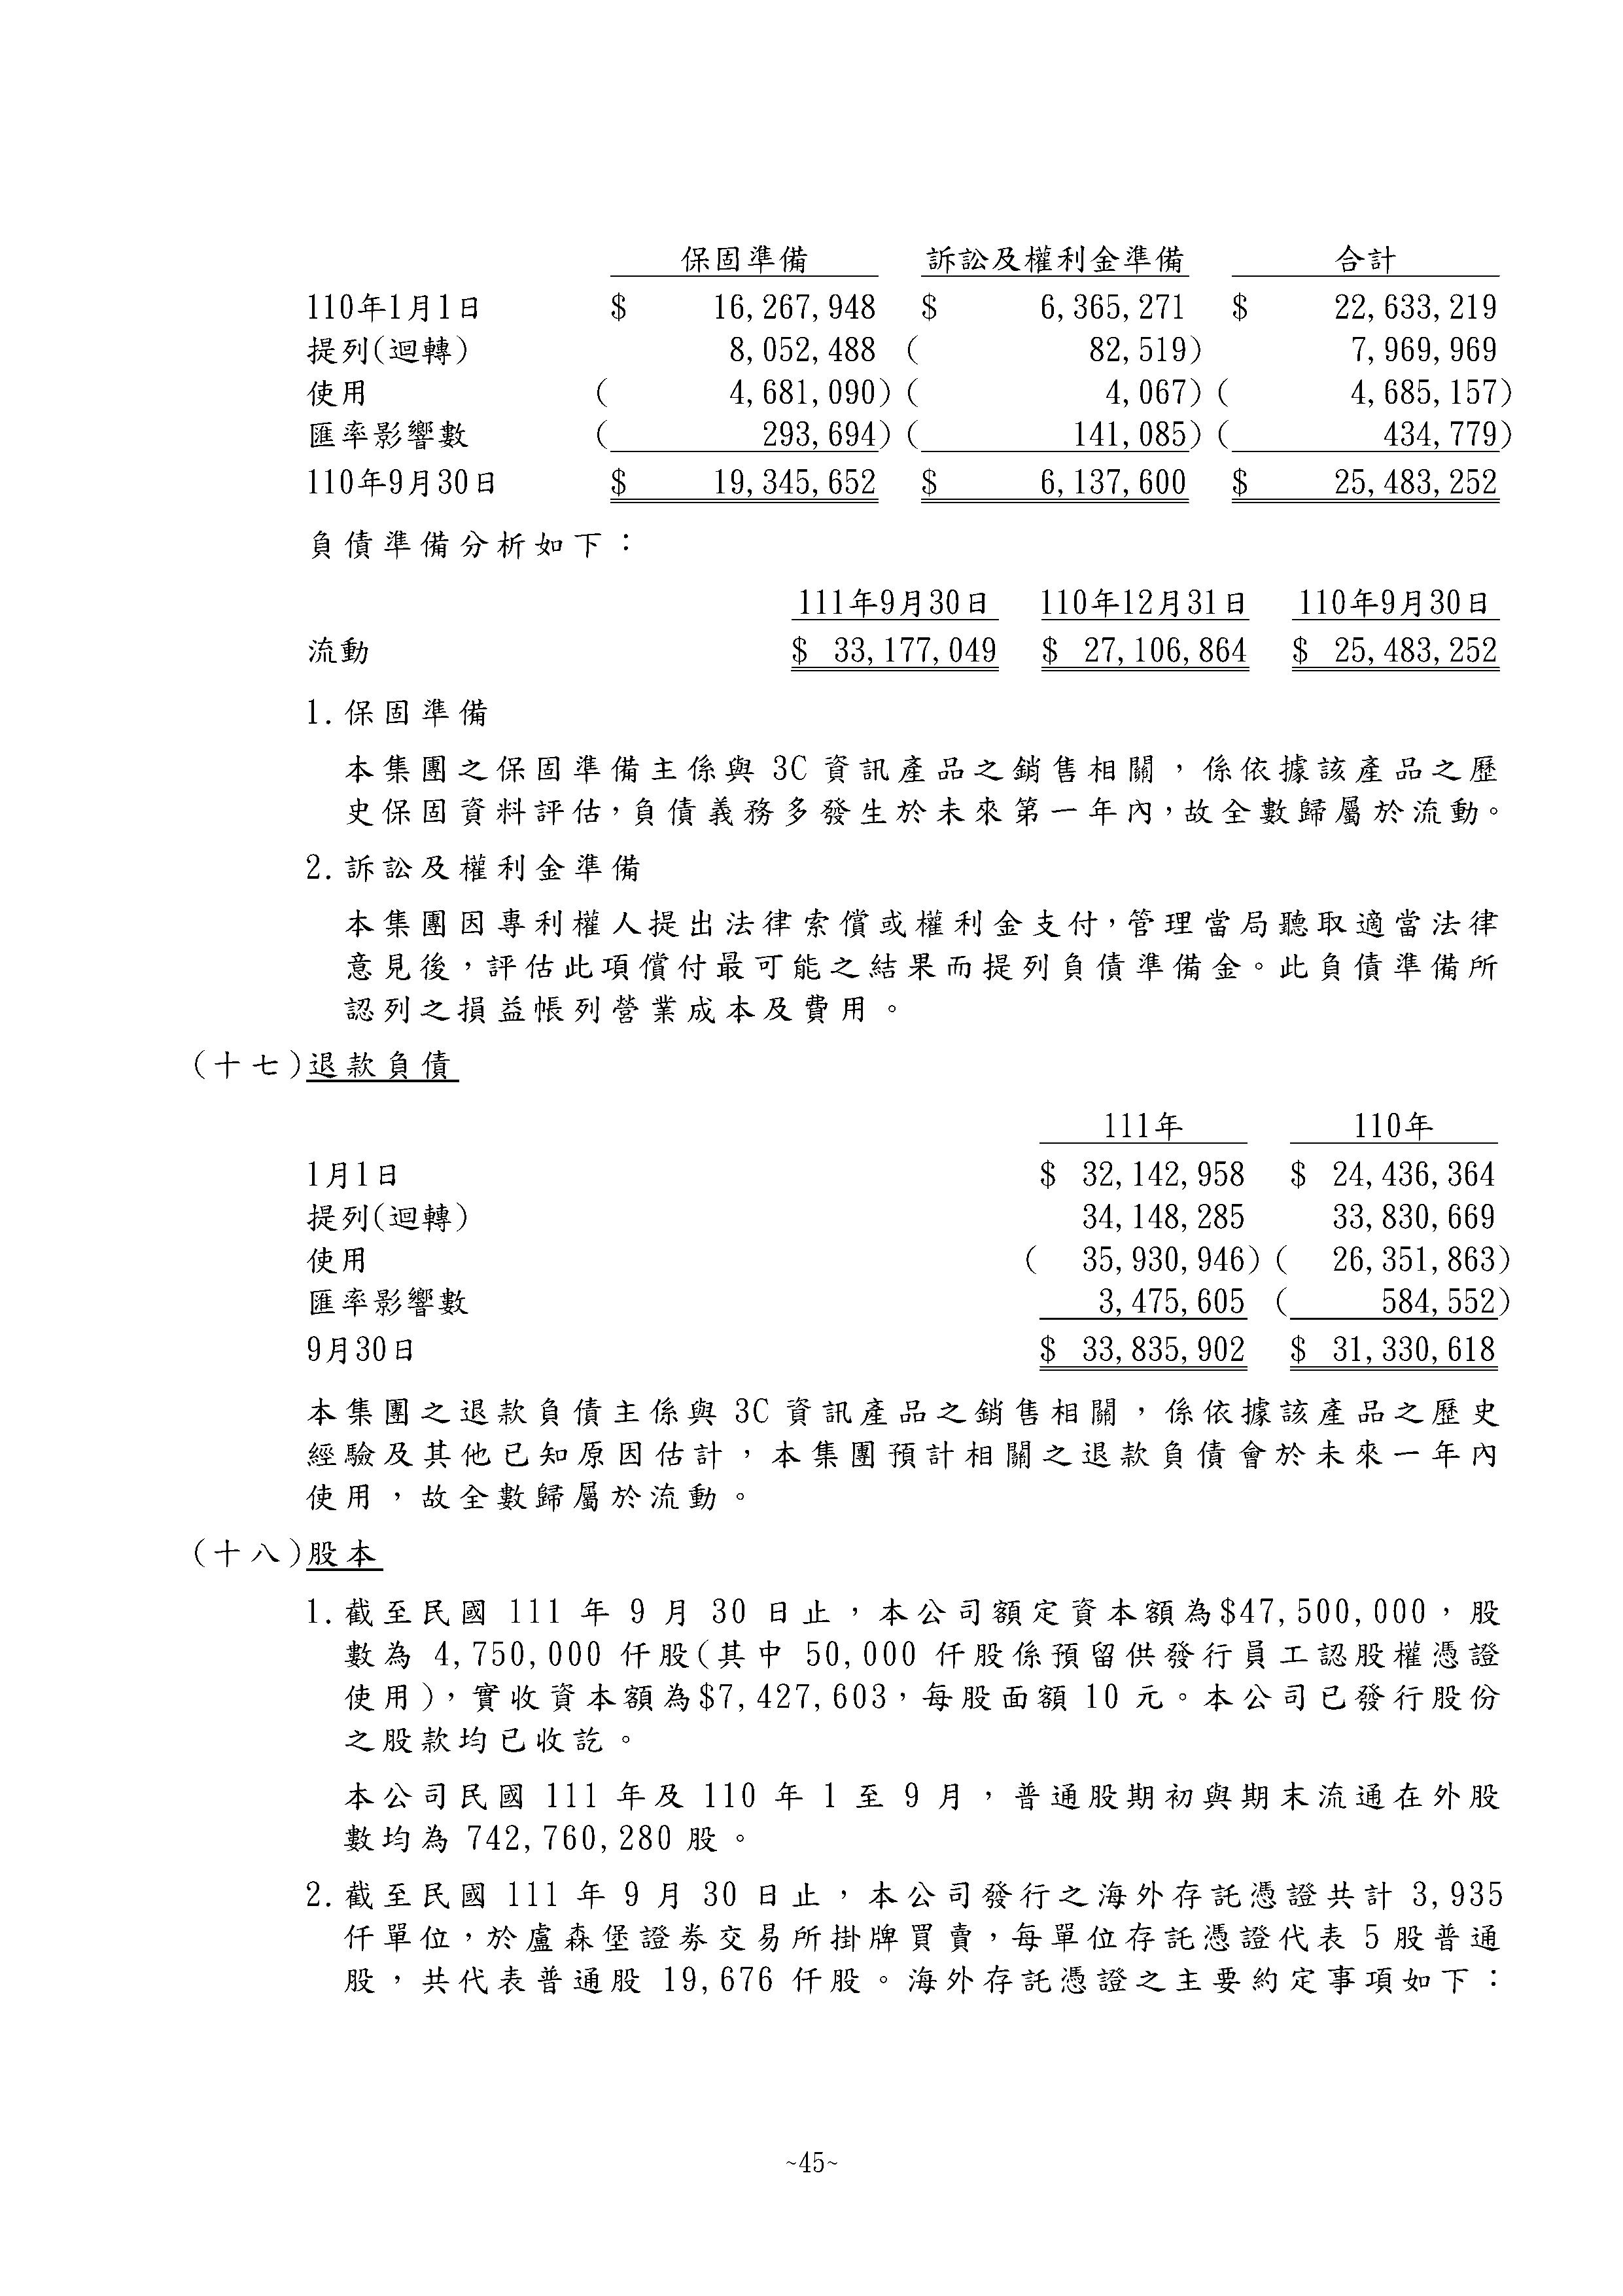 保固準備 訴訟及權利金準備 合計
110年1月1日 $ 16,267,948 $ 6,365,271 $ 22,633,219
提列(迴轉) 8,052,488 ( 82,519) 7,969,969
使用 ( 4,681,090) ( 4,067) ( 4,685,157)
匯率影響數 ( 293,694) ( 141,085) ( 434,779)
110年9月30日 $ 19,345,652 $ 6,137,600 $ 25,483,252
負債準備分析如下：
111年9月30日 110年12月31日 110年9月30日
流動 $ 33,177,049 $ 27,106,864 $ 25,483,252
1.保固準備
本集團之保固準備主係與 3C 資訊產品之銷售相關，係依據該產品之歷
史保固資料評估，負債義務多發生於未來第一年內，故全數歸屬於流動。
2.訴訟及權利金準備
本集團因專利權人提出法律索償或權利金支付，管理當局聽取適當法律
意見後，評估此項償付最可能之結果而提列負債準備金。此負債準備所
認列之損益帳列營業成本及費用。
(十七)退款負債
111年 110年
1月1日 $ 32,142,958 $ 24,436,364
提列(迴轉) 34,148,285 33,830,669
使用 ( 35,930,946) ( 26,351,863)
匯率影響數 3,475,605 ( 584,552)
9月30日 $ 33,835,902 $ 31,330,618
本集團之退款負債主係與 3C 資訊產品之銷售相關，係依據該產品之歷史
經驗及其他已知原因估計，本集團預計相關之退款負債會於未來一年內
使用，故全數歸屬於流動。
(十八)股本
1.截至民國 111 年 9 月 30 日止，本公司額定資本額為$47,500,000，股
數為 4,750,000 仟股(其中 50,000 仟股係預留供發行員工認股權憑證
使用)，實收資本額為$7,427,603，每股面額 10 元。本公司已發行股份
之股款均已收訖。
本公司民國 111 年及 110 年 1 至 9 月，普通股期初與期末流通在外股
數均為 742,760,280 股。
2.截至民國 111 年 9 月 30 日止，本公司發行之海外存託憑證共計 3,935
仟單位，於盧森堡證券交易所掛牌買賣，每單位存託憑證代表 5 股普通
股，共代表普通股 19,676 仟股。海外存託憑證之主要約定事項如下：
~45~